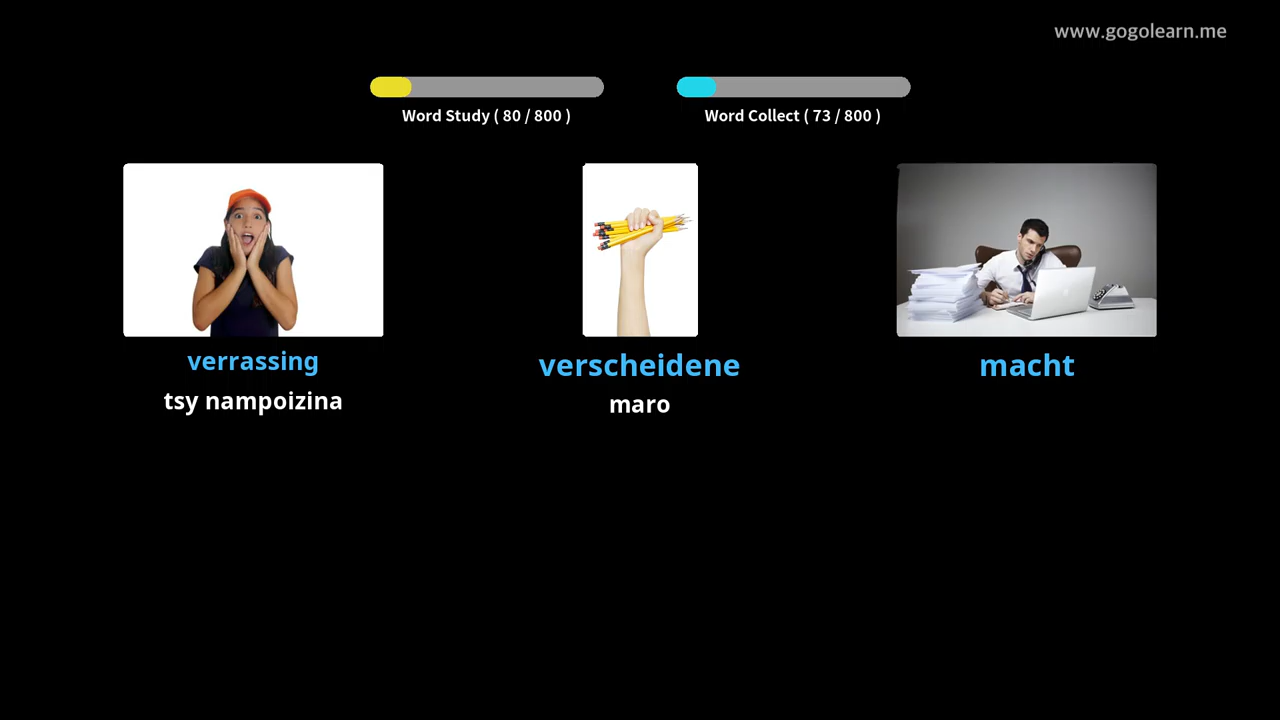 www.gogolearn.me
Word Study ( 80 / 800 )
Word Collect ( 73 / 800 )
verrassing
tsy nampoizina
verscheidene
maro
macht